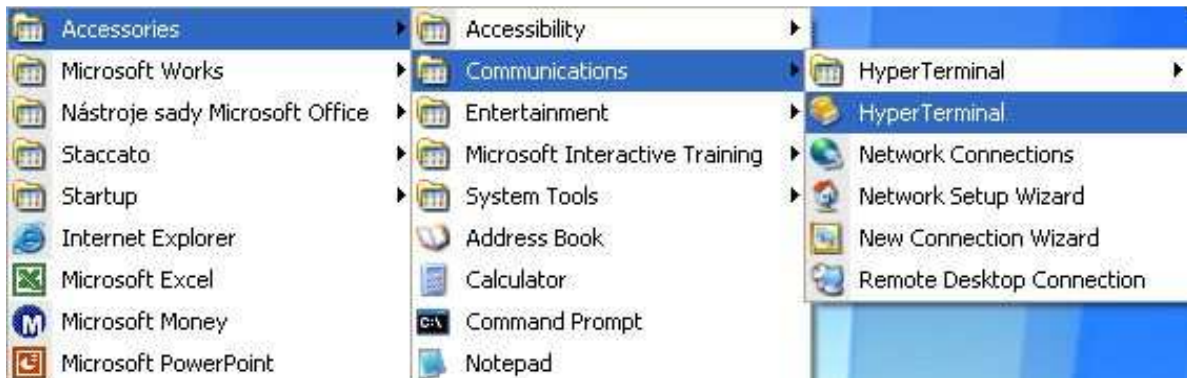 Accessories
Microsoft Works
Nástroje sady Microsoft Office
Staccato
Startup
Internet Explorer
Microsoft Excel
Microsoft Money
Microsoft PowerPoint
Accessibility
Communications
Entertainment
Microsoft Interactive Training
System Tools
Address Book
Calculator
Command Prompt
Notepad
HyperTerminal
HyperTerminal
Network Connections
Network Setup Wizard
New Connection Wizard
Remote Desktop Connection